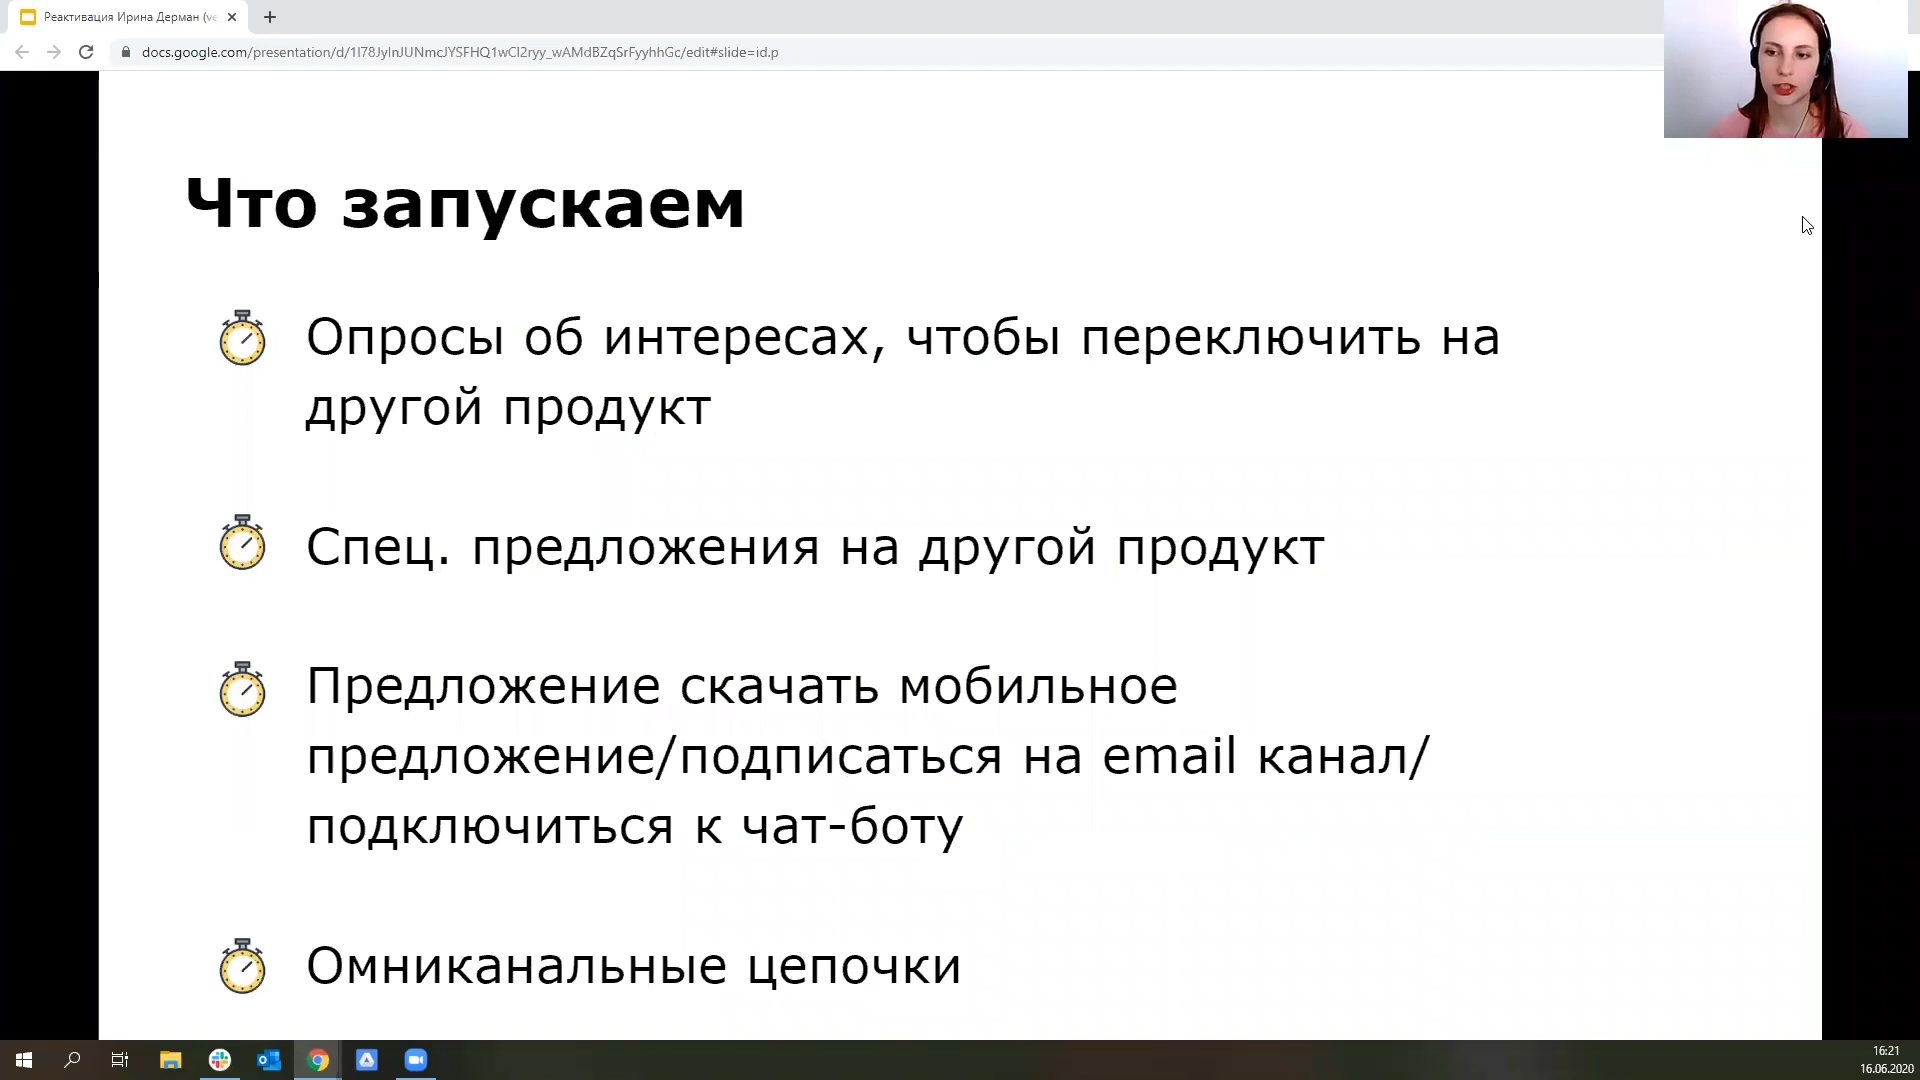 Реактивация Ирина Дерман (ve
docs.google.com/presentation/d/1I78JyInJUNmcJYSFHQ1wCI2ryy_wAMdBZqSrFyyhhGc/edit#slide=id.p
Что запускаем
Опросы об интересах, чтобы переключить на
другой продукт
Спец. предложения на другой продукт
Предложение скачать мобильное
предложение/подписаться на email канал/
подключиться к чат-боту
Омниканальные цепочки
16:21
16.06.2020